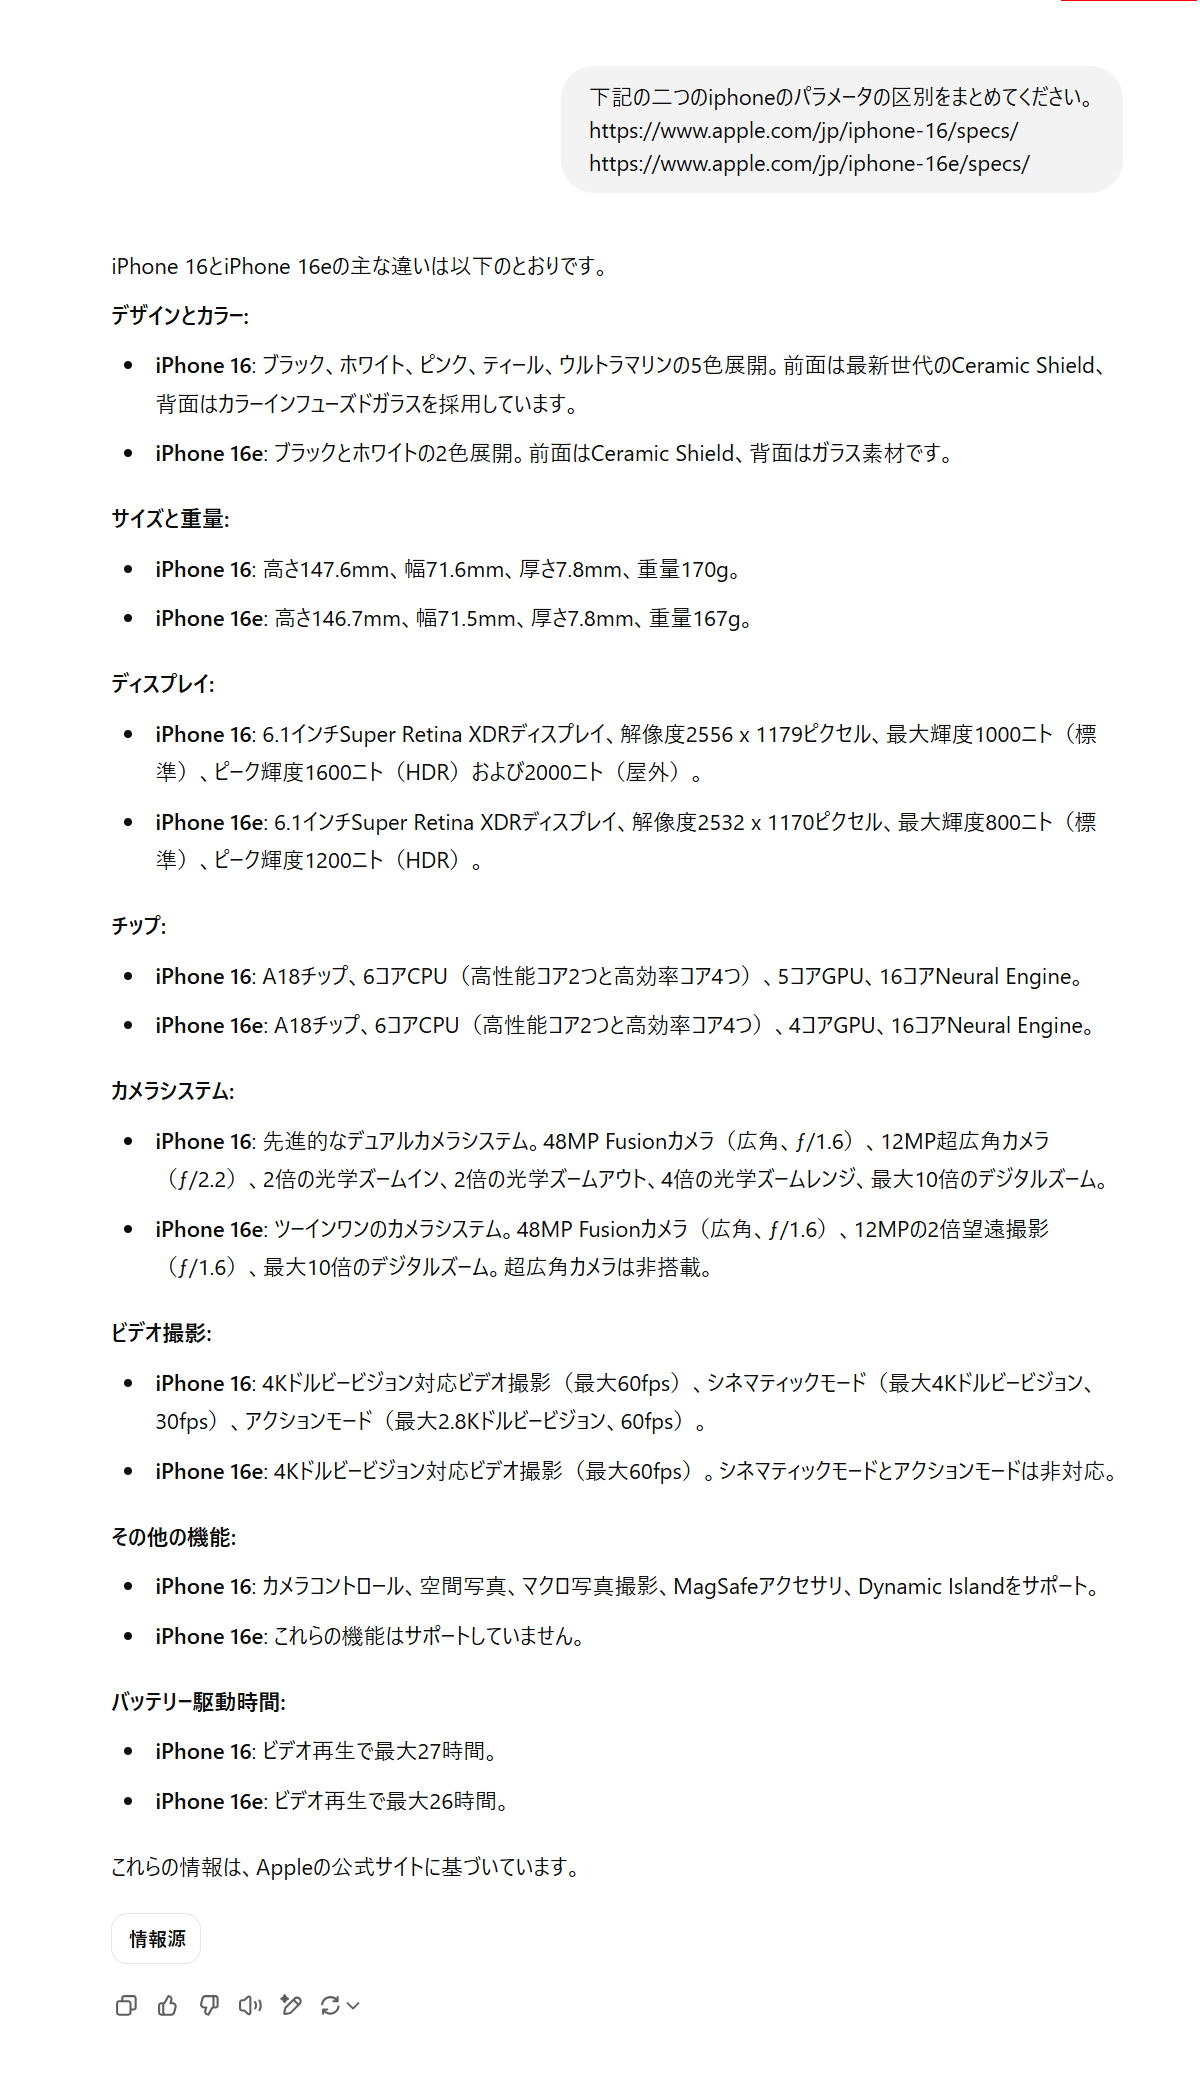 下記の二つのiphoneのパラメータの区別をまとめてください。
https://www.apple.com/jp/iphone-16/specs/
https://www.apple.com/jp/iphone-16e/specs/
iPhone 16とiPhone 16eの主な違いは以下のとおりです。
デザインとカラー:
• iPhone 16: ブラック、ホワイト、ピンク、ティール、ウルトラマリンの5色展開。前面は最新世代のCeramic Shield、
背面はカラーインフューズドガラスを採用しています。
• iPhone 16e: ブラックとホワイトの2色展開。前面はCeramic Shield、背面はガラス素材です。
サイズと重量:
• iPhone 16: 高さ147.6mm、幅71.6mm、厚さ7.8mm、重量170g。
• iPhone 16e: 高さ146.7mm、幅71.5mm、厚さ7.8mm、重量167g。
ディスプレイ:
• iPhone 16: 6.1インチSuper Retina XDRディスプレイ、解像度2556 x 1179ピクセル、最大輝度1000ニト（標
準）、ピーク輝度1600ニト（HDR）および2000ニト（屋外）。
• iPhone 16e: 6.1インチSuper Retina XDRディスプレイ、解像度2532 x 1170ピクセル、最大輝度800ニト（標
準）、ピーク輝度1200ニト（HDR）。
チップ:
• iPhone 16: A18チップ、6コアCPU（高性能コア2つと高効率コア4つ）、5コアGPU、16コアNeural Engine。
• iPhone 16e: A18チップ、6コアCPU（高性能コア2つと高効率コア4つ）、4コアGPU、16コアNeural Engine。
カメラシステム:
• iPhone 16: 先進的なデュアルカメラシステム。48MP Fusionカメラ（広角、ƒ/1.6）、12MP超広角カメラ
（ƒ/2.2）、2倍の光学ズームイン、2倍の光学ズームアウト、4倍の光学ズームレンジ、最大10倍のデジタルズーム。
• iPhone 16e: ツーインワンのカメラシステム。48MP Fusionカメラ（広角、ƒ/1.6）、12MPの2倍望遠撮影
（ƒ/1.6）、最大10倍のデジタルズーム。超広角カメラは非搭載。
ビデオ撮影:
• iPhone 16: 4Kドルビービジョン対応ビデオ撮影（最大60fps）、シネマティックモード（最大4Kドルビービジョン、
30fps）、アクションモード（最大2.8Kドルビービジョン、60fps）。
• iPhone 16e: 4Kドルビービジョン対応ビデオ撮影（最大60fps）。シネマティックモードとアクションモードは非対応。
その他の機能:
• iPhone 16: カメラコントロール、空間写真、マクロ写真撮影、MagSafeアクセサリ、Dynamic Islandをサポート。
• iPhone 16e: これらの機能はサポートしていません。
バッテリー駆動時間:
• iPhone 16: ビデオ再生で最大27時間。
• iPhone 16e: ビデオ再生で最大26時間。
これらの情報は、Appleの公式サイトに基づいています。
情報源